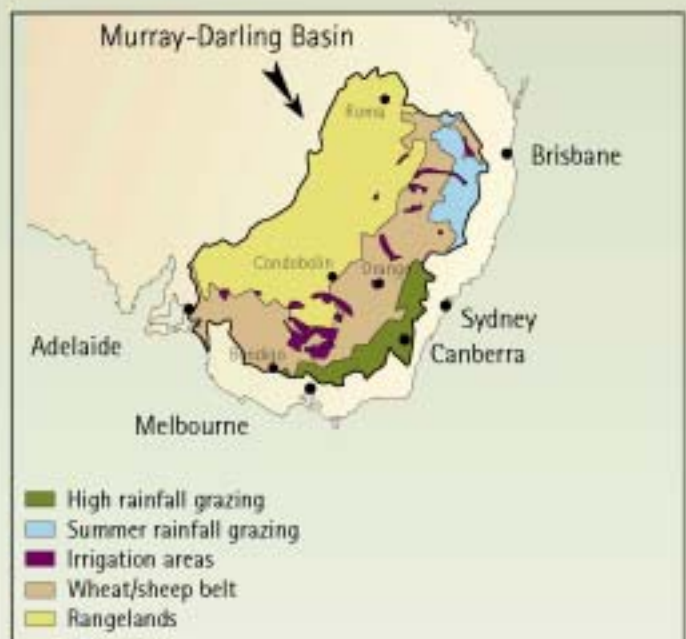 Murray-Darling Basin
Roma
Brisbane
Condobolin
Orange
Sydney
Adelaide
Bendigo
Canberra
Melbourne
High rainfall grazing
Summer rainfall grazing
Irrigation areas
Wheat/sheep belt
Rangelands